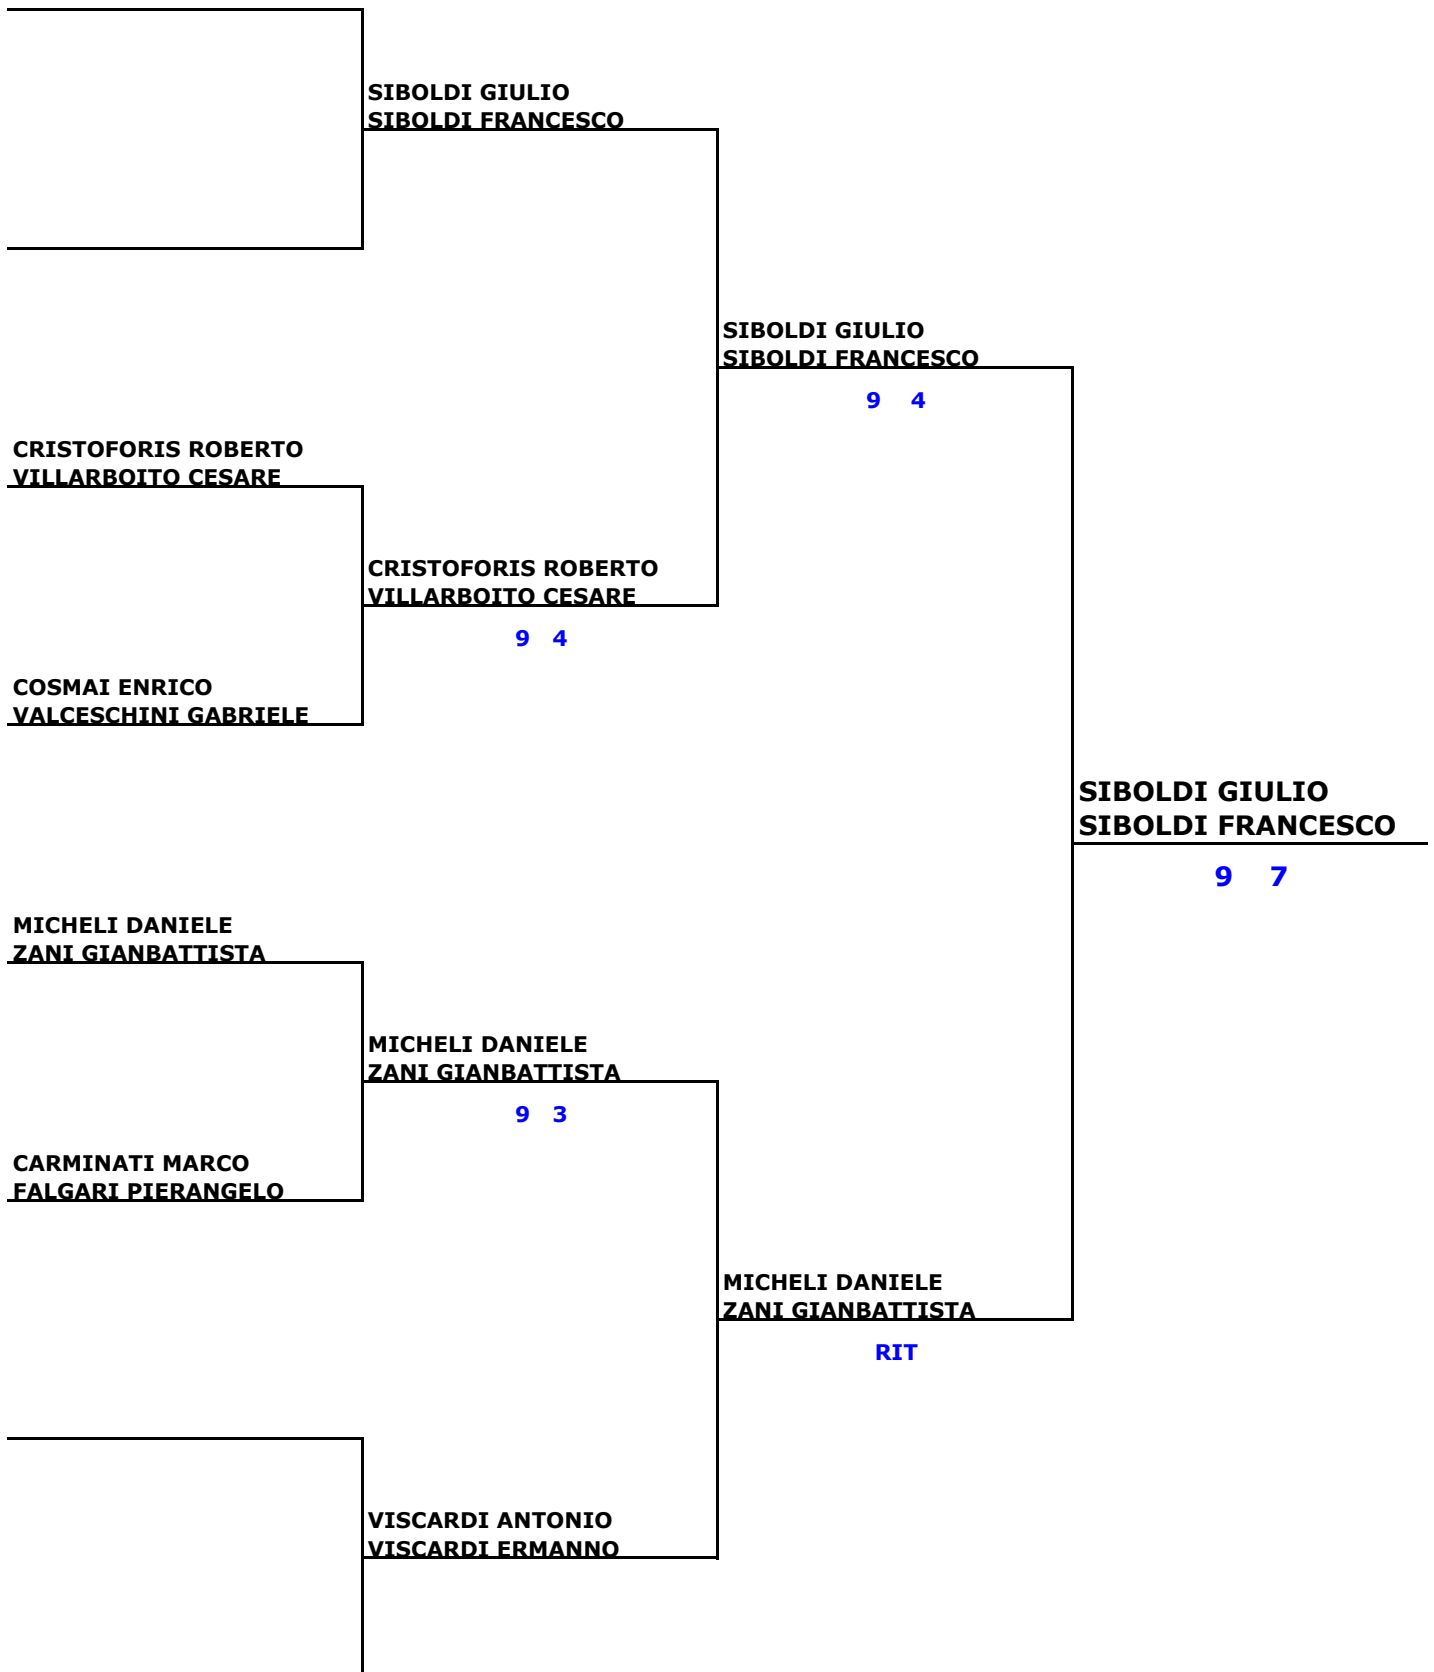 SIBOLDI GIULIO
SIBOLDI FRANCESCO
SIBOLDI GIULIO
SIBOLDI FRANCESCO
9 4
CRISTOFORIS ROBERTO
VILLARBOITO CESARE
CRISTOFORIS ROBERTO
VILLARBOITO CESARE
9 4
COSMAI ENRICO
VALCESCHINI GABRIELE
SIBOLDI GIULIO
SIBOLDI FRANCESCO
9 7
MICHELI DANIELE
ZANI GIANBATTISTA
MICHELI DANIELE
ZANI GIANBATTISTA
9 3
CARMINATI MARCO
FALGARI PIERANGELO
MICHELI DANIELE
ZANI GIANBATTISTA
RIT
VISCARDI ANTONIO
VISCARDI ERMANNO